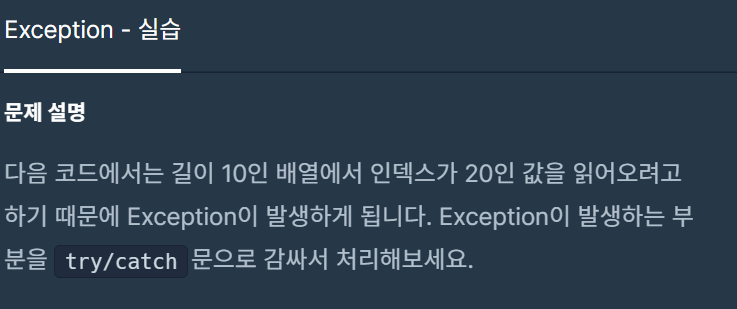 Exception - 실습
문제 설명
다음 코드에서는 길이 10인 배열에서 인덱스가 20인 값을 읽어오려고
하기 때문에 Exception이 발생하게 됩니다. Exception이 발생하는 부
분을 try/catch 문으로 감싸서 처리해보세요.